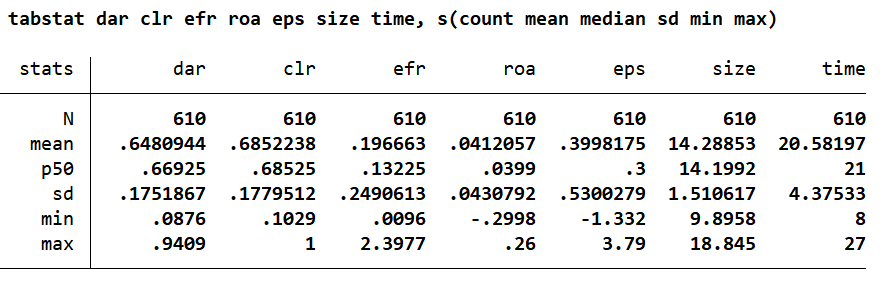 tabstat dar clr efr roa eps size time, s(count mean median sd min max)
stats dar clr efr roa eps size time
N 610 610 610 610 610 610 610
mean .6480944 .6852238 .196663 .0412057 .3998175 14.28853 20.58197
p50 .66925 .68525 .13225 .0399 .3 14.1992 21
sd .1751867 .1779512 .2490613 .0430792 .5300279 1.510617 4.37533
min .0876 .1029 .0096 -.2998 -1.332 9.8958 8
max .9409 1 2.3977 .26 3.79 18.845 27